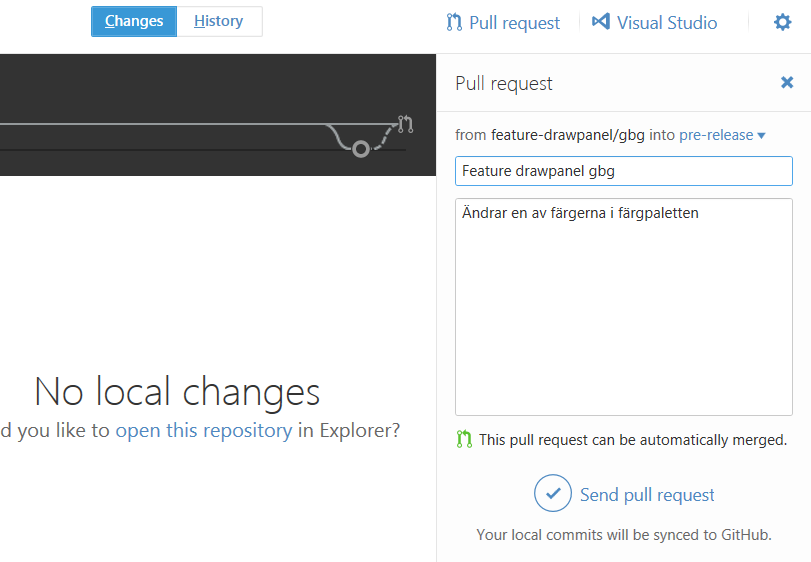 Changes History Pull request Visual Studio
Pull request
from feature-drawpanel/gbg into pre-release
Feature drawpanel gbg
Ändrar en av färgerna i färgpaletten
No local changes
d you like to open this repository in Explorer?
This pull request can be automatically merged.
Send pull request
Your local commits will be synced to GitHub.